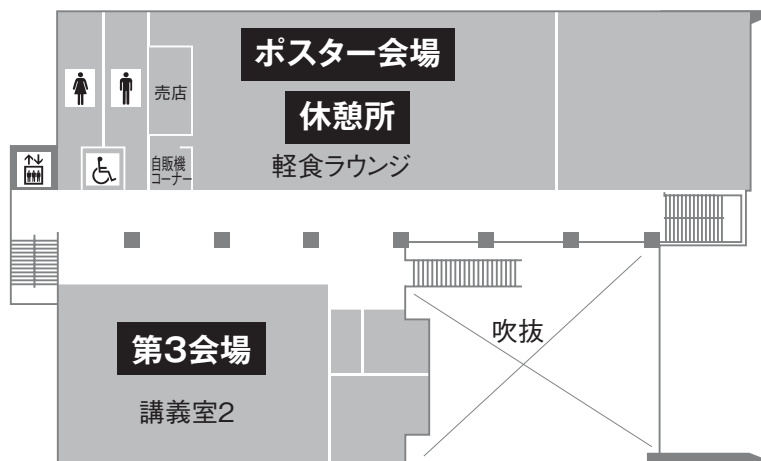 ポスター会場
売店
休憩所
自販機
コーナー
軽食ラウンジ
吹抜
第3会場
講義室2